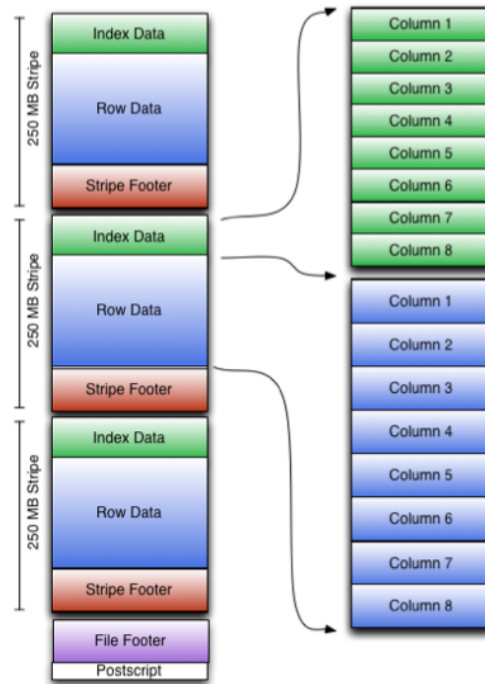 250 MB Stripe
Index Data
Row Data
Stripe Footer
250 MB Stripe
Index Data
Row Data
Stripe Footer
250 MB Stripe
Index Data
Row Data
Stripe Footer
File Footer
Postscript
Column 1
Column 2
Column 3
Column 4
Column 5
Column 6
Column 7
Column 8
Column 1
Column 2
Column 3
Column 4
Column 5
Column 6
Column 7
Column 8